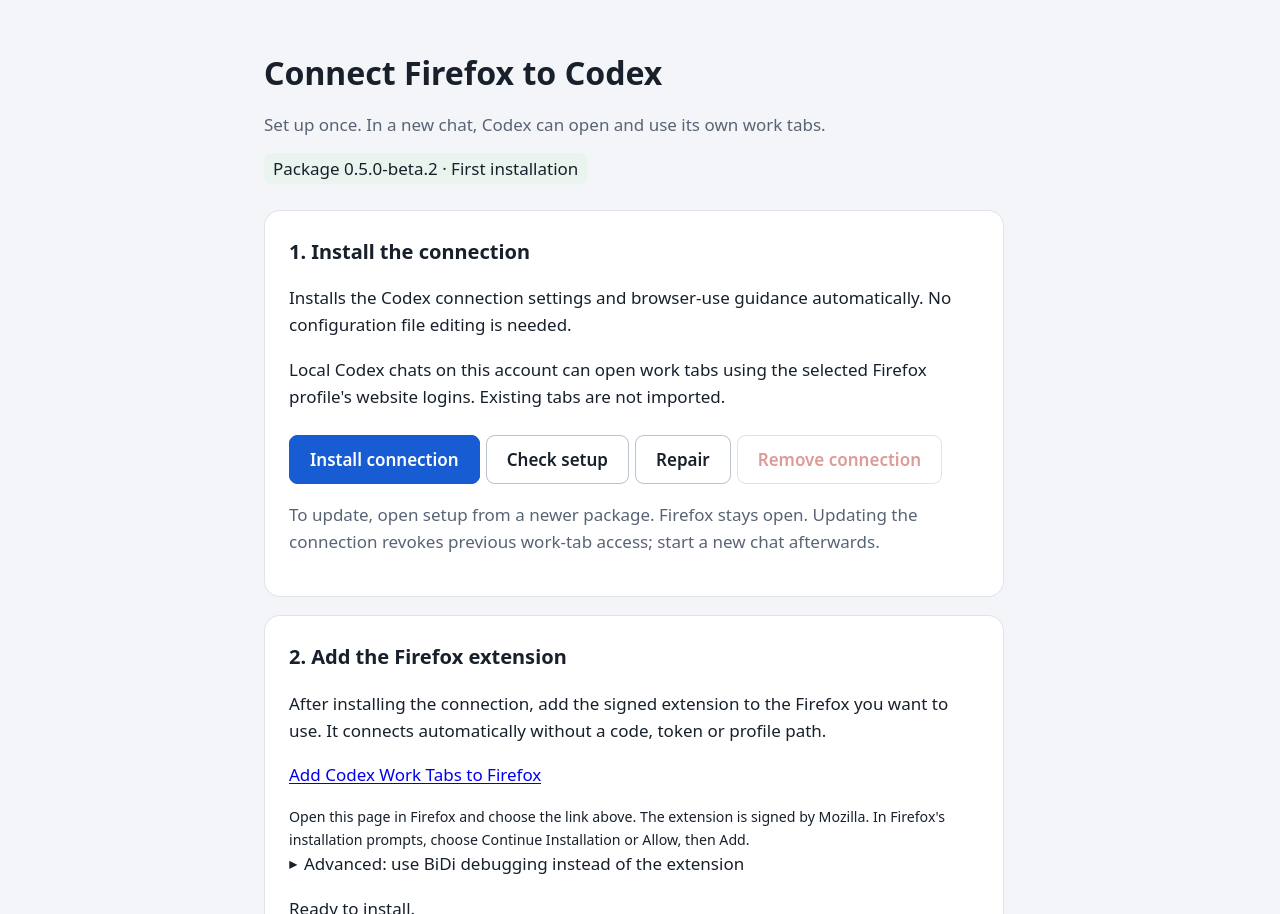 Connect Firefox to Codex
Set up once. In a new chat, Codex can open and use its own work tabs.
Package 0.5.0-beta.2 · First installation
1. Install the connection
Installs the Codex connection settings and browser-use guidance automatically. No
configuration file editing is needed.
Local Codex chats on this account can open work tabs using the selected Firefox
profile's website logins. Existing tabs are not imported.
Install connection
Check setup
Repair
Remove connection
To update, open setup from a newer package. Firefox stays open. Updating the
connection revokes previous work-tab access; start a new chat afterwards.
2. Add the Firefox extension
After installing the connection, add the signed extension to the Firefox you want to
use. It connects automatically without a code, token or profile path.
Add Codex Work Tabs to Firefox
Open this page in Firefox and choose the link above. The extension is signed by Mozilla. In Firefox's
installation prompts, choose Continue Installation or Allow, then Add.
▸ Advanced: use BiDi debugging instead of the extension
Ready to install.